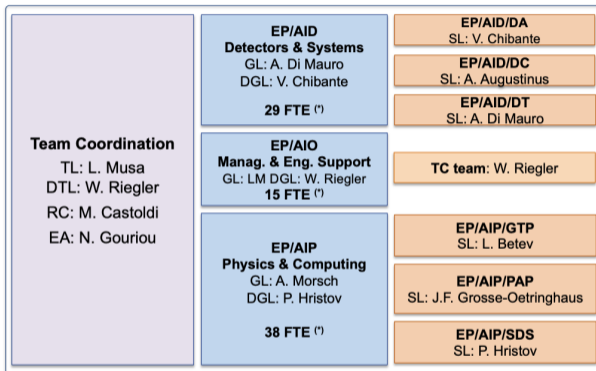 Team Coordination
TL: L. Musa
DTL: W. Riegler
RC: M. Castoldi
EA: N. Gouriou
EP/AID
Detectors & Systems
GL: A. Di Mauro
DGL: V. Chibante
29 FTE (*)
EP/AID/DA
SL: V. Chibante
EP/AID/DC
SL: A. Augustinus
EP/AID/DT
SL: A. Di Mauro
EP/AIO
Manag. & Eng. Support
GL: LM DGL: W. Riegler
15 FTE (*)
TC team: W. Riegler
EP/AIP
Physics & Computing
GL: A. Morsch
DGL: P. Hristov
38 FTE (*)
EP/AIP/GTP
SL: L. Betev
EP/AIP/PAP
SL: J.F. Grosse-Oetringhaus
EP/AIP/SDS
SL: P. Hristov